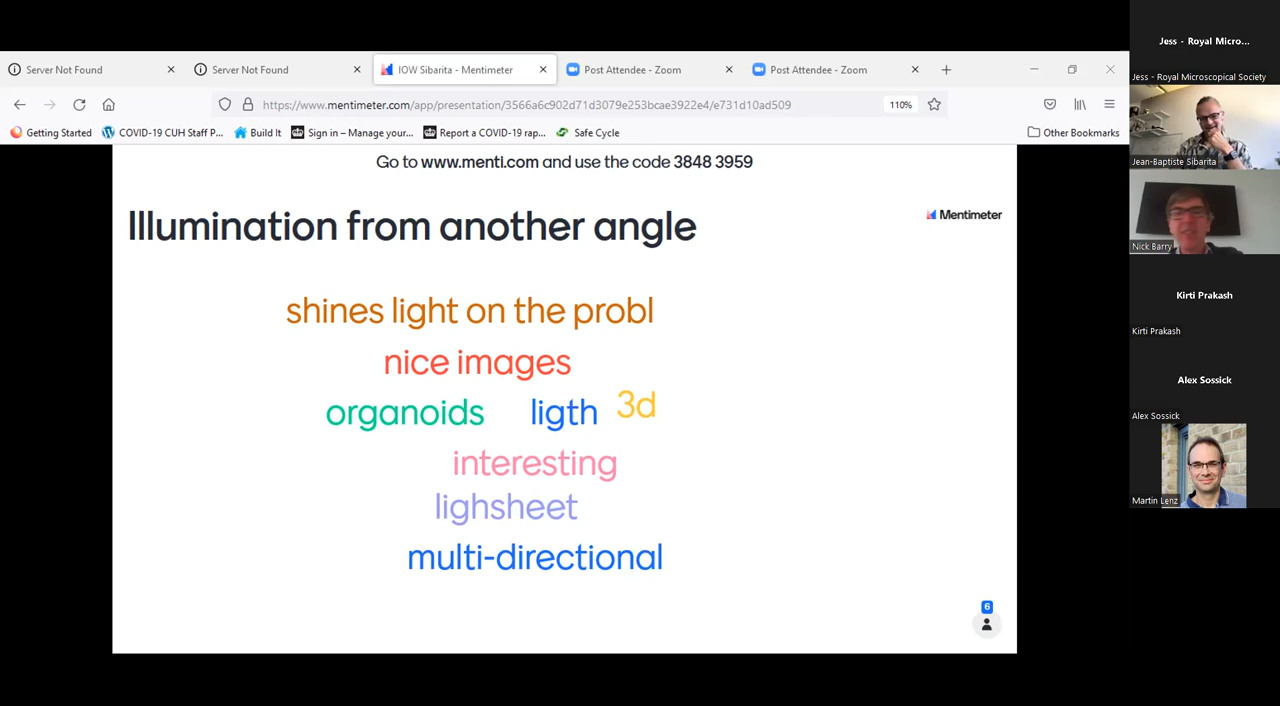 Server Not Found
Server Not Found
IOW Sibarita - Mentimeter
Post Attendee - Zoom
Post Attendee - Zoom
https://www.mentimeter.com/app/presentation/5366a6c902d71d3079e253bcae3922e4/e731d10ad509
110%
Getting Started
COVID-19 CUH Staff P...
Build It
Sign in – Manage your...
Report a COVID-19 rap...
Safe Cycle
Other Bookmarks
Go to www.menti.com and use the code 3848 3959
Illumination from another angle
Mentimeter
shines light on the probl
nice images
organoids ligth 3d
interesting
lighsheet
multi-directional
6
Jess - Royal Micro...
Jess - Royal Microscopical Society
Jean-Baptiste Sibarita
Nick Barry
Kirti Prakash
Kirti Prakash
Alex Sossick
Alex Sossick
Martin Lenz